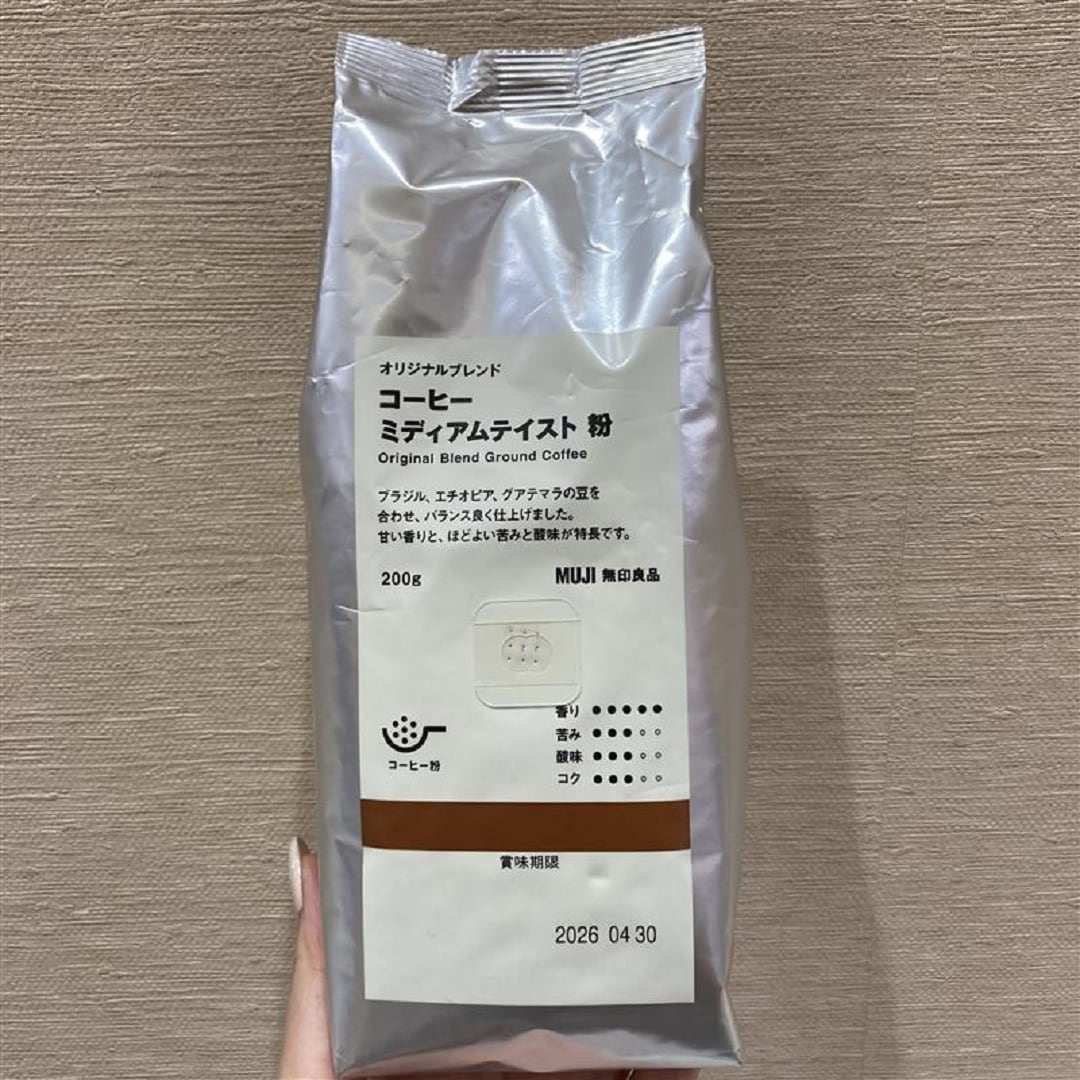 オリジナルブレンド
コーヒー
ミディアムテイスト 粉
Original Blend Ground Coffee
ブラジル、エチオピア、グアテマラの豆を
合わせ、バランス良く仕上げました。
甘い香りと、ほどよい苦みと酸味が特長です。
200g MUJI 無印良品
香り ●●●●●
苦み ●●●○○
酸味 ●●●○○
コク ●●●○○
コーヒー粉
賞味期限
2026 04 30